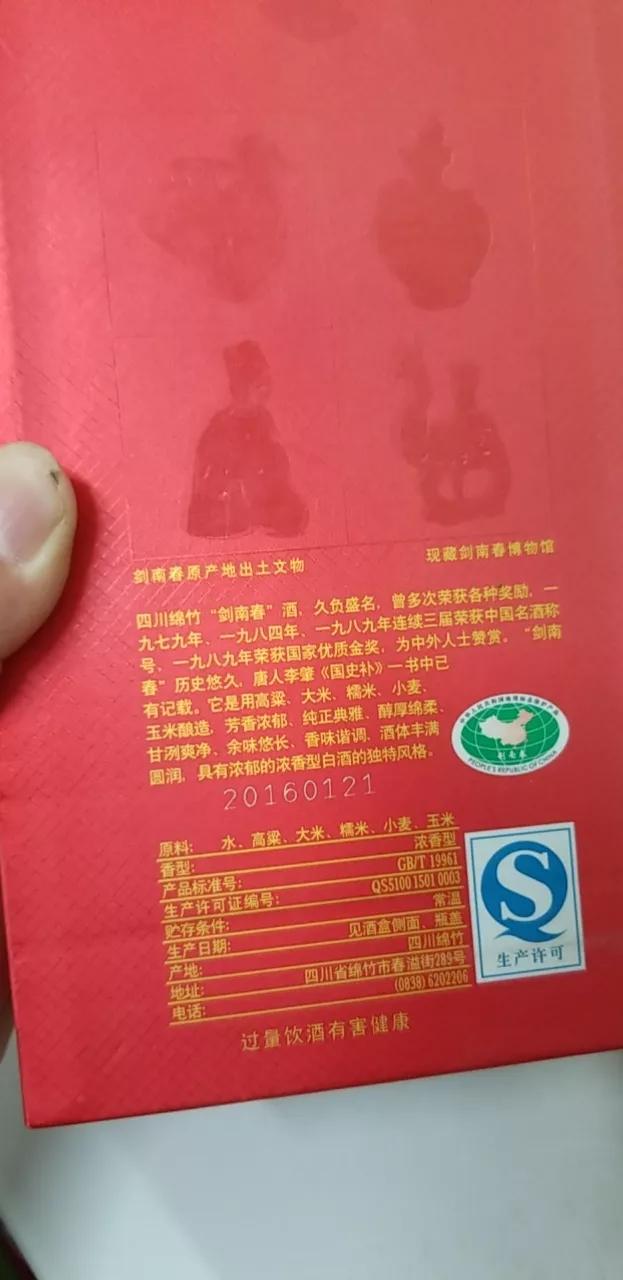 剑南春原产地出土文物
现藏剑南春博物馆
四川绵竹“剑南春”酒，久负盛名，曾多次荣获各种奖励，一
九七九年、一九八四年、一九八九年连续三届荣获中国名酒称
号、一九八九年荣获国家优质金奖，为中外人士赞赏。“剑南
春”历史悠久，唐人李肇《国史补》一书中已
有记载。它是用高粱、大米、糯米、小麦、
玉米酿造，芳香浓郁、纯正典雅、醇厚绵柔、
甘洌爽净、余味悠长、香味谐调、酒体丰满
圆润，具有浓郁的浓香型白酒的独特风格。
剑南春
PEOPLE'S REPUBLIC OF CHINA
20160121
原料: 水、高粱、大米、糯米、小麦、玉米
香型: 浓香型
产品标准号: GB/T 19961
生产许可证编号: QS5100 1501 0003
贮存条件: 常温
生产日期: 见酒盒侧面、瓶盖
产地: 四川绵竹
地址: 四川省绵竹市春溢街289号
电话: (0838) 6202206
S
生产许可
过量饮酒有害健康